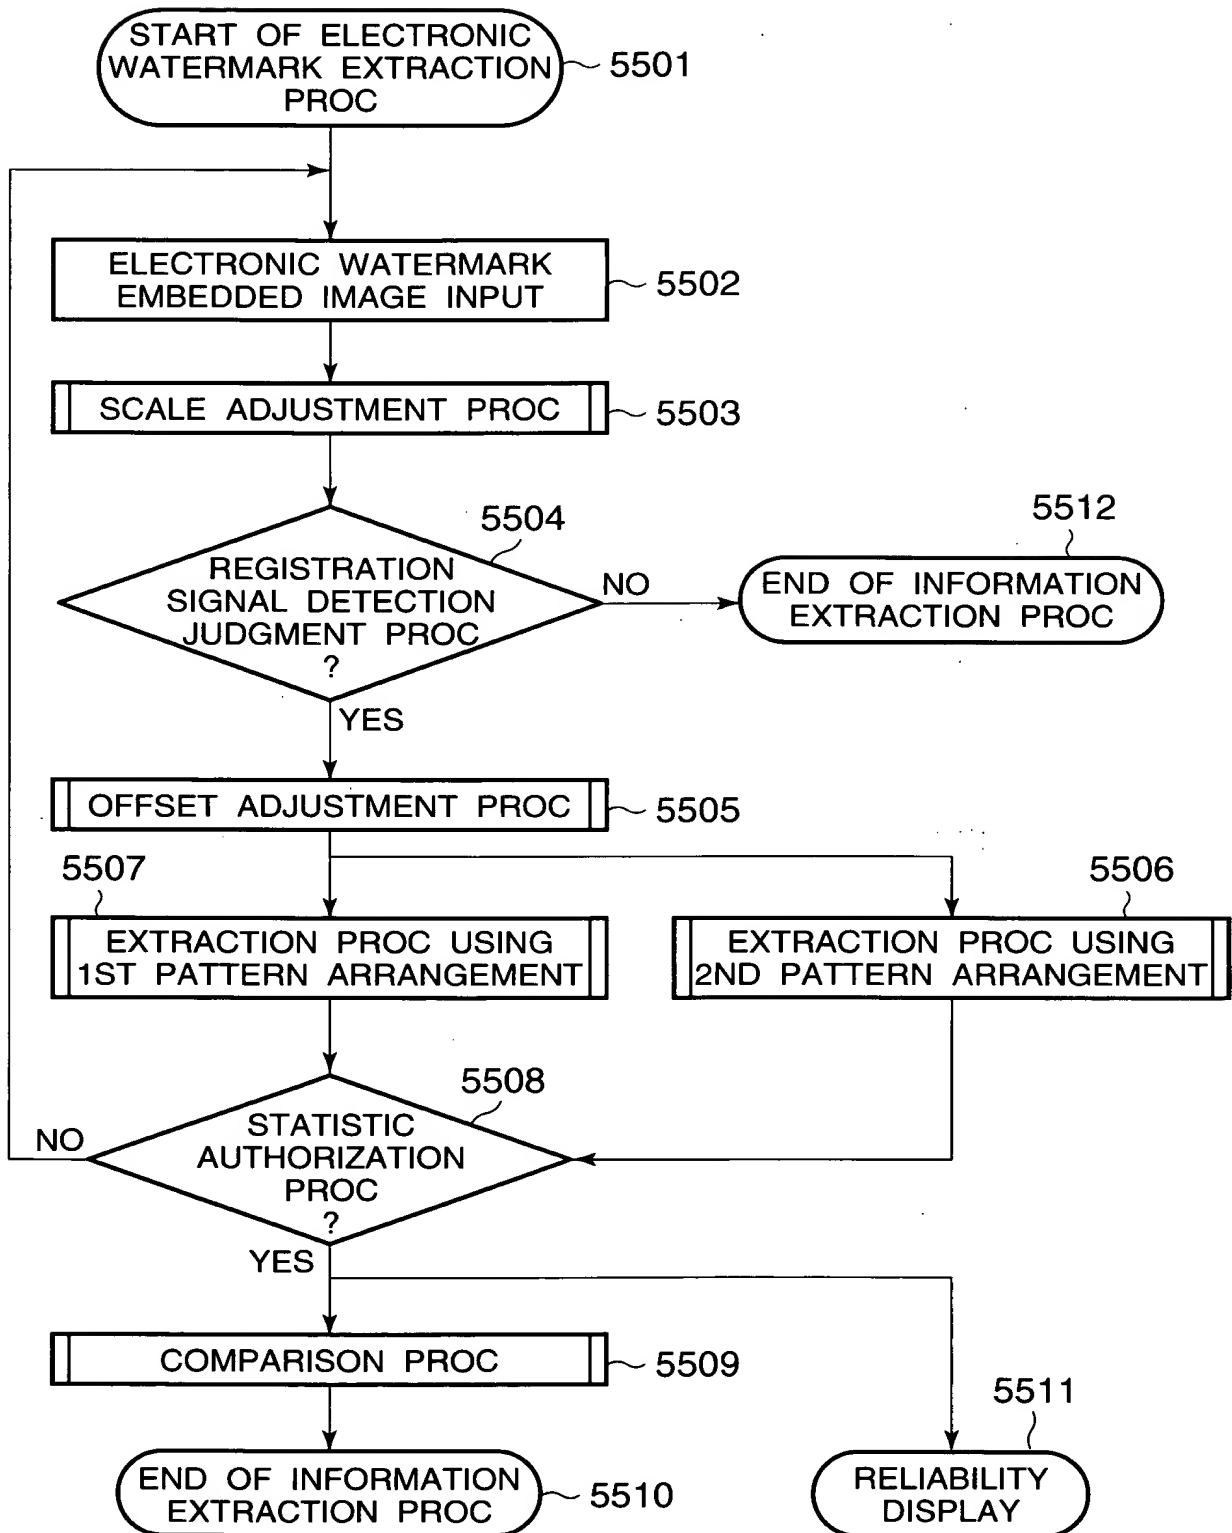 START OF ELECTRONIC
WATERMARK EXTRACTION
PROC
5501
ELECTRONIC WATERMARK
EMBEDDED IMAGE INPUT
5502
SCALE ADJUSTMENT PROC
5503
5504
REGISTRATION
SIGNAL DETECTION
JUDGMENT PROC
?
NO
5512
END OF INFORMATION
EXTRACTION PROC
YES
OFFSET ADJUSTMENT PROC
5505
5507
EXTRACTION PROC USING
1ST PATTERN ARRANGEMENT
5506
EXTRACTION PROC USING
2ND PATTERN ARRANGEMENT
5508
STATISTIC
AUTHORIZATION
PROC
?
NO
YES
COMPARISON PROC
5509
END OF INFORMATION
EXTRACTION PROC
5510
5511
RELIABILITY
DISPLAY